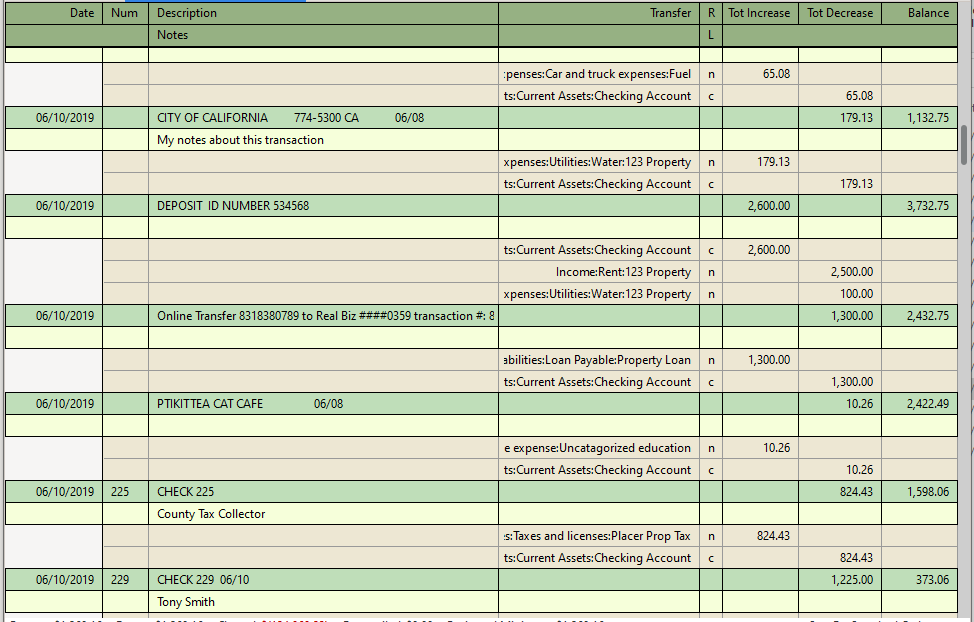 Date Num Description Transfer R Tot Increase Tot Decrease Balance
Notes L
:penses:Car and truck expenses:Fuel n 65.08
ts:Current Assets:Checking Account c 65.08
06/10/2019 CITY OF CALIFORNIA 774-5300 CA 06/08 179.13 1,132.75
My notes about this transaction
xpenses:Utilities:Water:123 Property n 179.13
ts:Current Assets:Checking Account c 179.13
06/10/2019 DEPOSIT ID NUMBER 534568 2,600.00 3,732.75
ts:Current Assets:Checking Account c 2,600.00
Income:Rent:123 Property n 2,500.00
xpenses:Utilities:Water:123 Property n 100.00
06/10/2019 Online Transfer 8318380789 to Real Biz ####0359 transaction #: 8 1,300.00 2,432.75
abilities:Loan Payable:Property Loan n 1,300.00
ts:Current Assets:Checking Account c 1,300.00
06/10/2019 PTIKITTEA CAT CAFE 06/08 10.26 2,422.49
e expense:Uncatagorized education n 10.26
ts:Current Assets:Checking Account c 10.26
06/10/2019 225 CHECK 225 824.43 1,598.06
County Tax Collector
s:Taxes and licenses:Placer Prop Tax n 824.43
ts:Current Assets:Checking Account c 824.43
06/10/2019 229 CHECK 229 06/10 1,225.00 373.06
Tony Smith